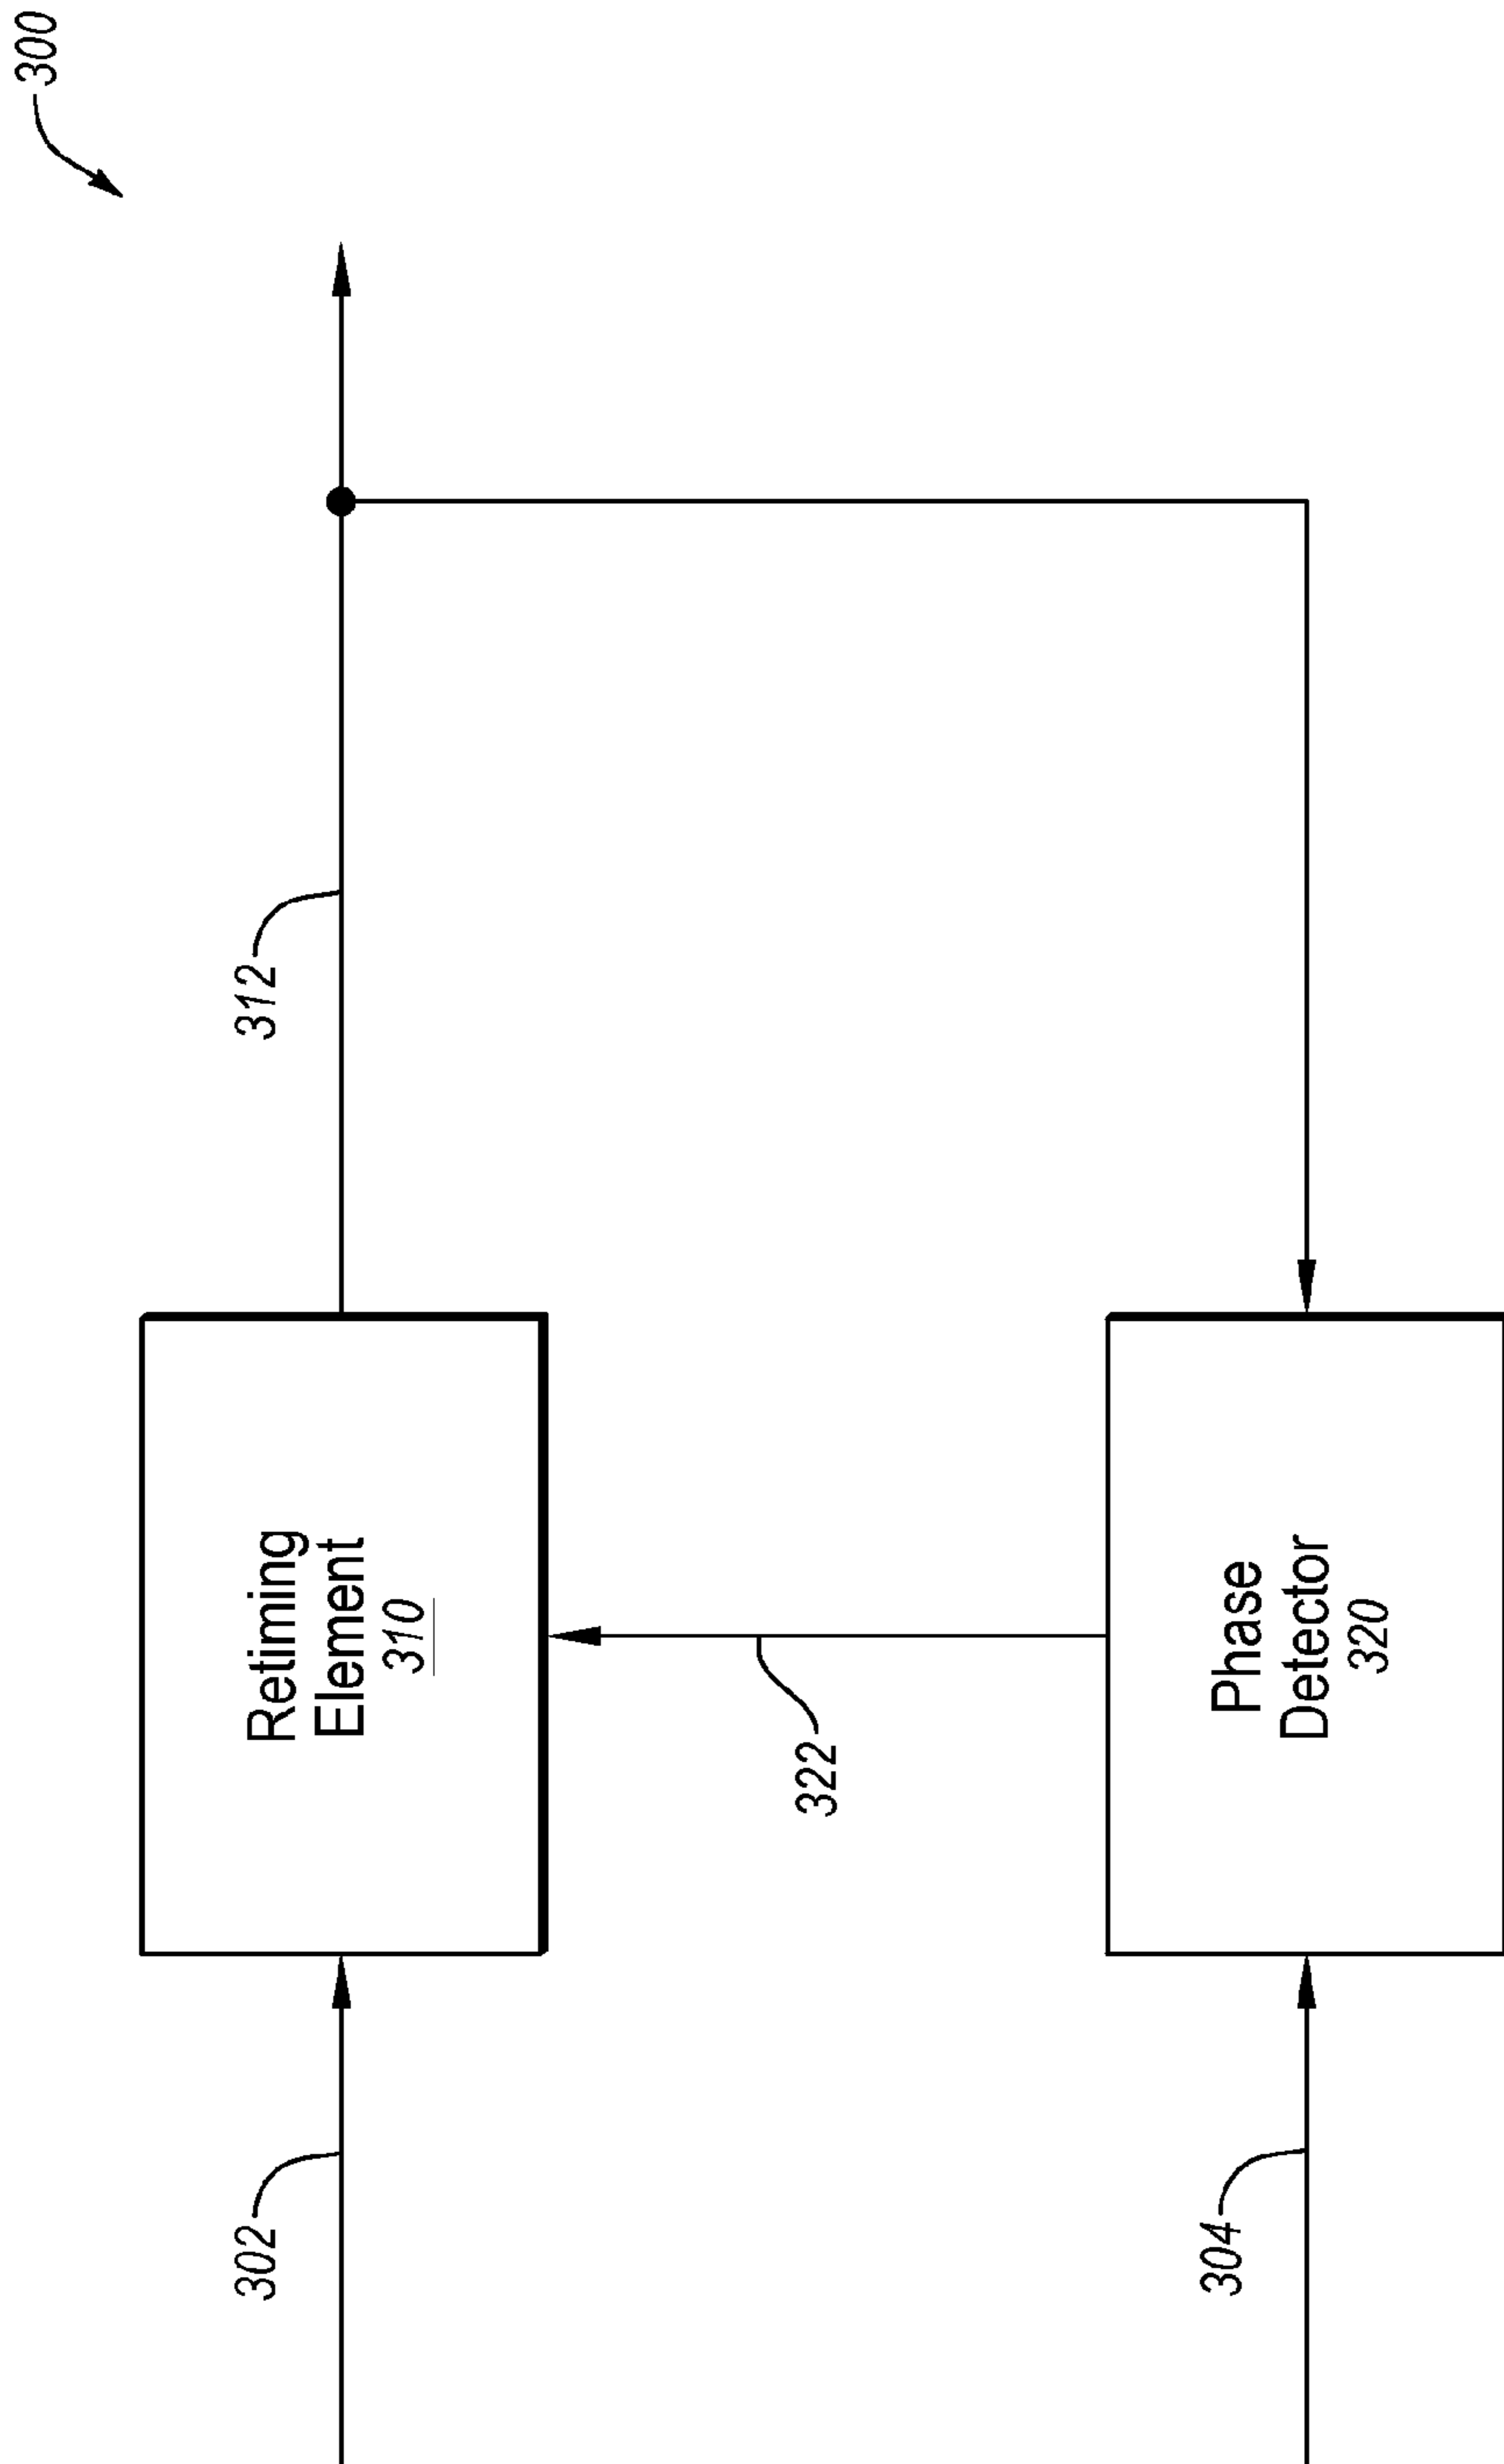 300
312
302
Retiming
Element
310
322
Phase
Detector
320
304